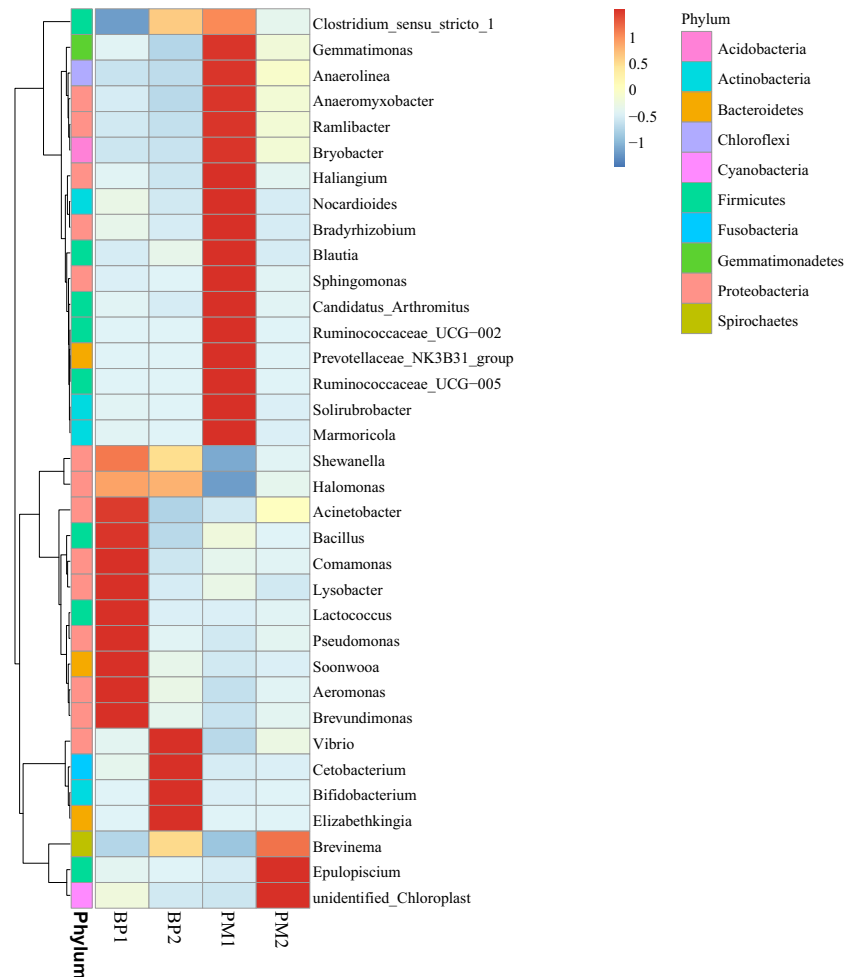 Clostridium_sensu_stricto_1
Gemmatimonas
Anaerolinea
Anaeromyxobacter
Ramlibacter
Bryobacter
Haliangium
Nocardioides
Bradyrhizobium
Blautia
Sphingomonas
Candidatus_Arthromitus
Ruminococcaceae_UCG−002
Prevotellaceae_NK3B31_group
Ruminococcaceae_UCG−005
Solirubrobacter
Marmoricola
Shewanella
Halomonas
Acinetobacter
Bacillus
Comamonas
Lysobacter
Lactococcus
Pseudomonas
Soonwooa
Aeromonas
Brevundimonas
Vibrio
Cetobacterium
Bifidobacterium
Elizabethkingia
Brevinema
Epulopiscium
unidentified_Chloroplast
Phylum
BP1
BP2
PM1
PM2
1
0.5
0
−0.5
−1
Phylum
Acidobacteria
Actinobacteria
Bacteroidetes
Chloroflexi
Cyanobacteria
Firmicutes
Fusobacteria
Gemmatimonadetes
Proteobacteria
Spirochaetes